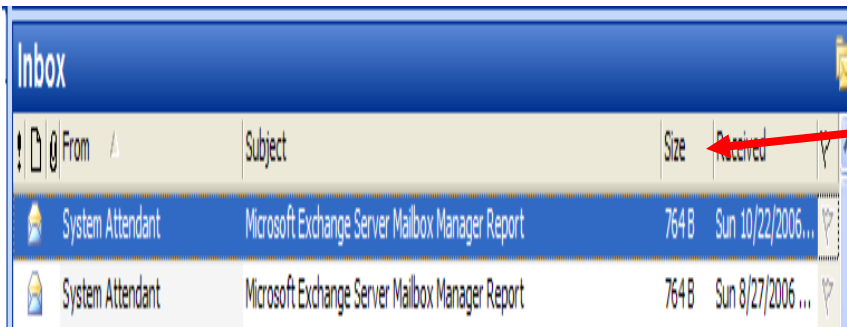 Inbox
From Subject Size Received
System Attendant Microsoft Exchange Server Mailbox Manager Report 764 B Sun 10/22/2006...
System Attendant Microsoft Exchange Server Mailbox Manager Report 764 B Sun 8/27/2006 ...